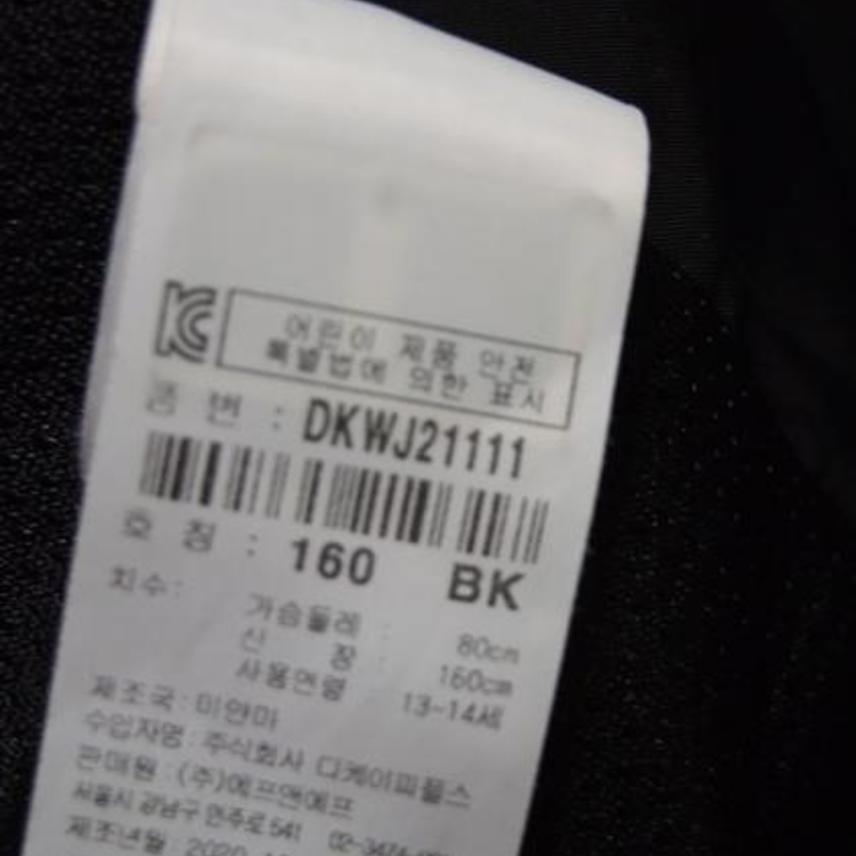 KC
어린이 제품 안전
특별법에 의한 표시
품 번 : DKWJ21111
호 칭 : 160 BK
치수:
가슴둘레 : 80cm
신 장 : 160cm
사용연령 13-14세
제조국 : 미얀마
수입자명 : 주식회사 디케이피플스
판매원 : (주)에프앤에프
서울시 강남구 언주로 541 02-3474-
제조년월 : 2020.